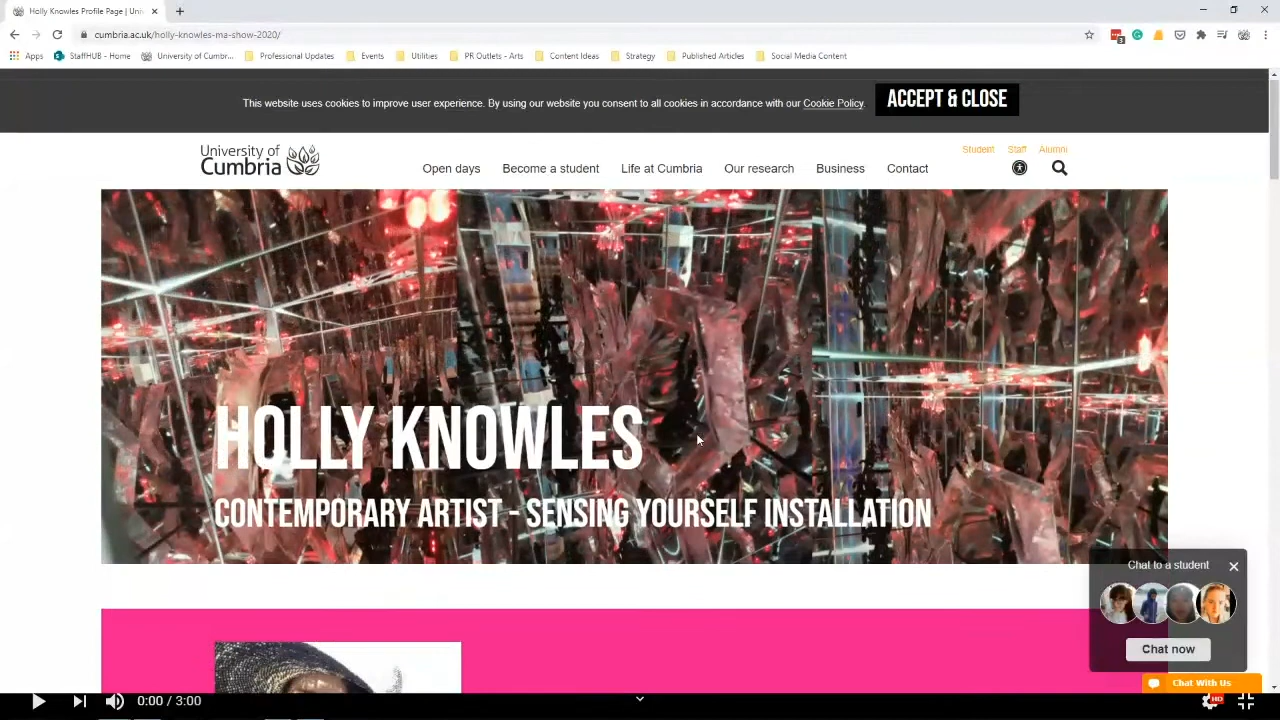 Holly Knowles Profile Page | Univ
cumbria.ac.uk/holly-knowles-ma-show-2020/
3
Apps StaffHUB - Home University of Cumbr... Professional Updates Events Utilities PR Outlets - Arts Content Ideas Strategy Published Articles Social Media Content
This website uses cookies to improve user experience. By using our website you consent to all cookies in accordance with our Cookie Policy.
ACCEPT & CLOSE
University of
Cumbria
Student Staff Alumni
Open days Become a student Life at Cumbria Our research Business Contact
HOLLY KNOWLES
CONTEMPORARY ARTIST - SENSING YOURSELF INSTALLATION
Chat to a student
Chat now
Chat With Us
0:00 / 3:00
HD